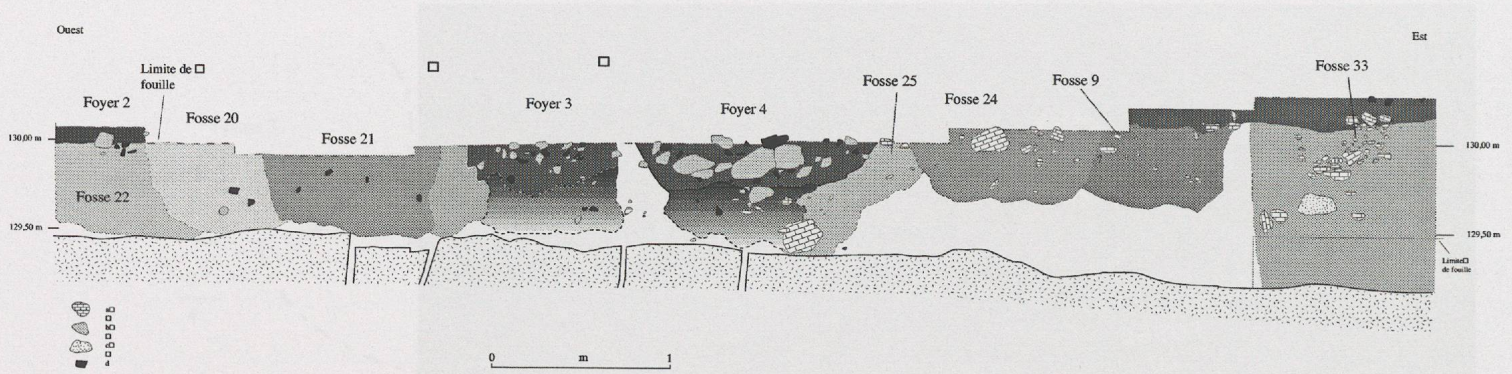 Ouest
Est
Limite de
fouille
Foyer 2
Fosse 20
Fosse 21
Foyer 3
Foyer 4
Fosse 25
Fosse 24
Fosse 9
Fosse 33
130,00 m
130,00 m
Fosse 22
129,50 m
129,50 m
Limite
de fouille
a
b
c
d
0 m 1